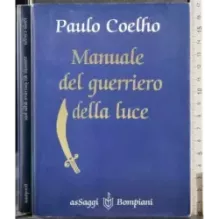 Paulo Coelho
Manuale
del guerriero
della luce
asSaggi Bompiani